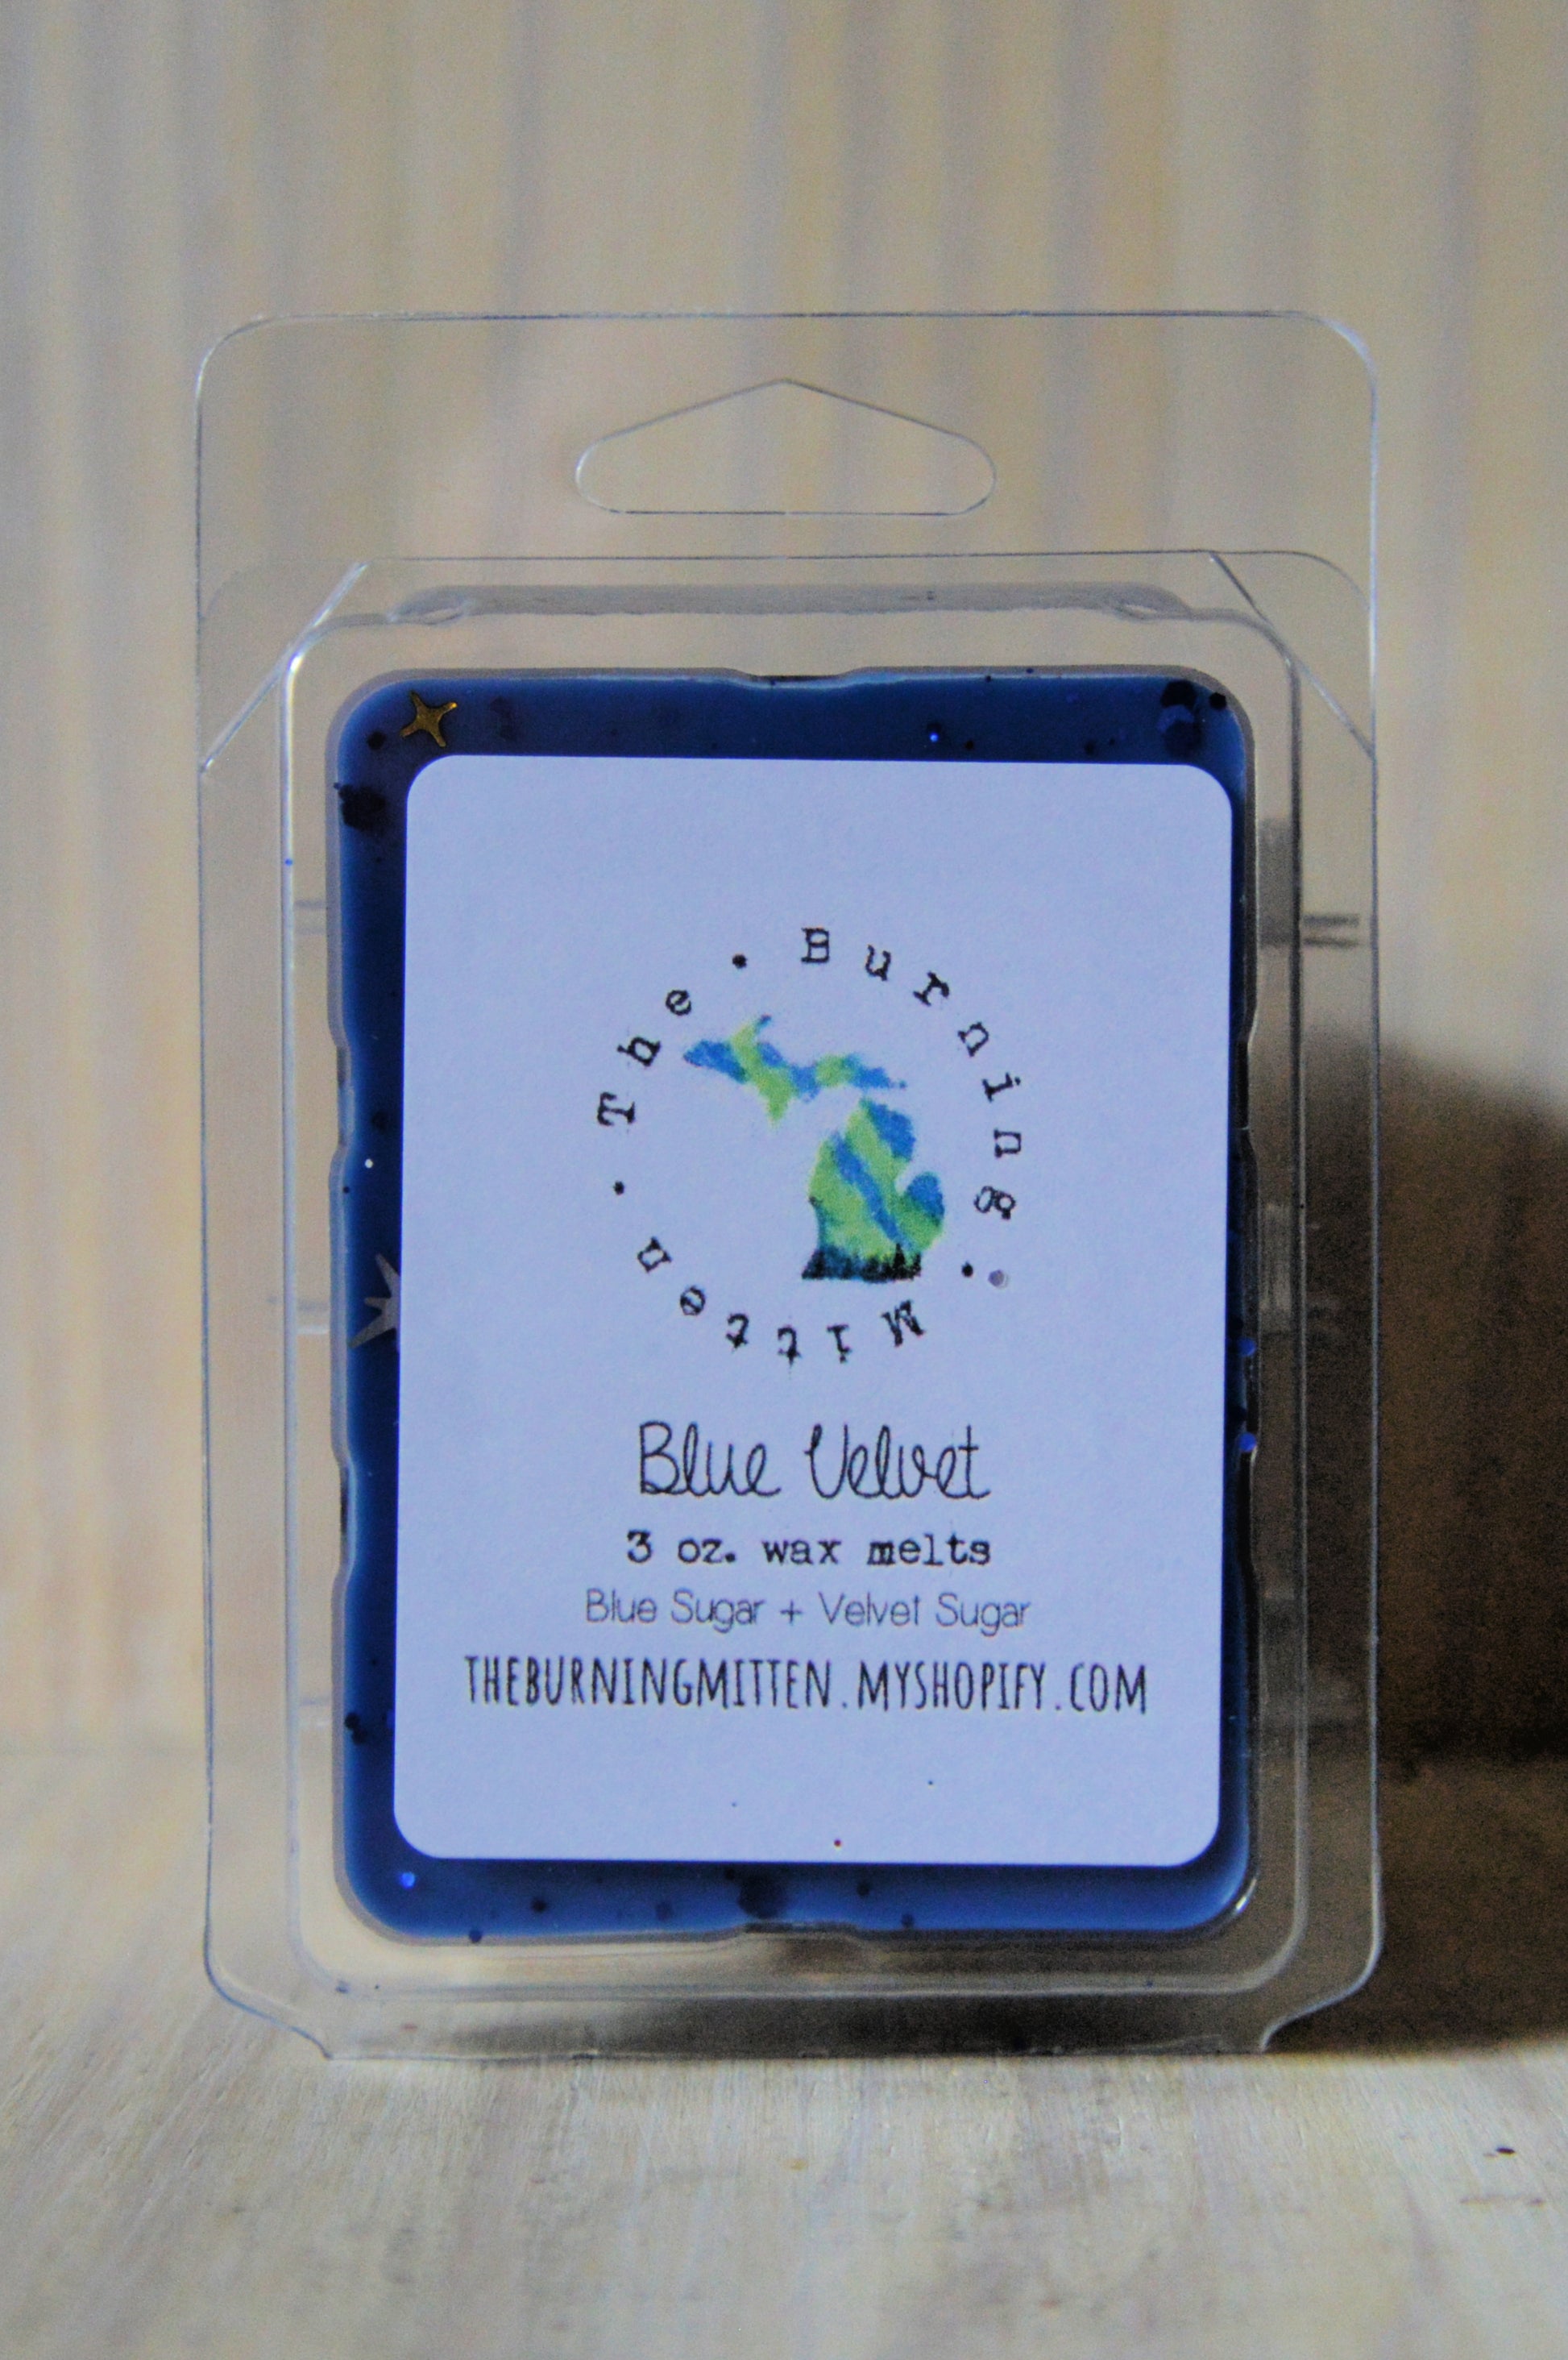 The • Burning • Mitten •
Blue Velvet
3 oz. wax melts
Blue Sugar + Velvet Sugar
THEBURNINGMITTEN.MYSHOPIFY.COM